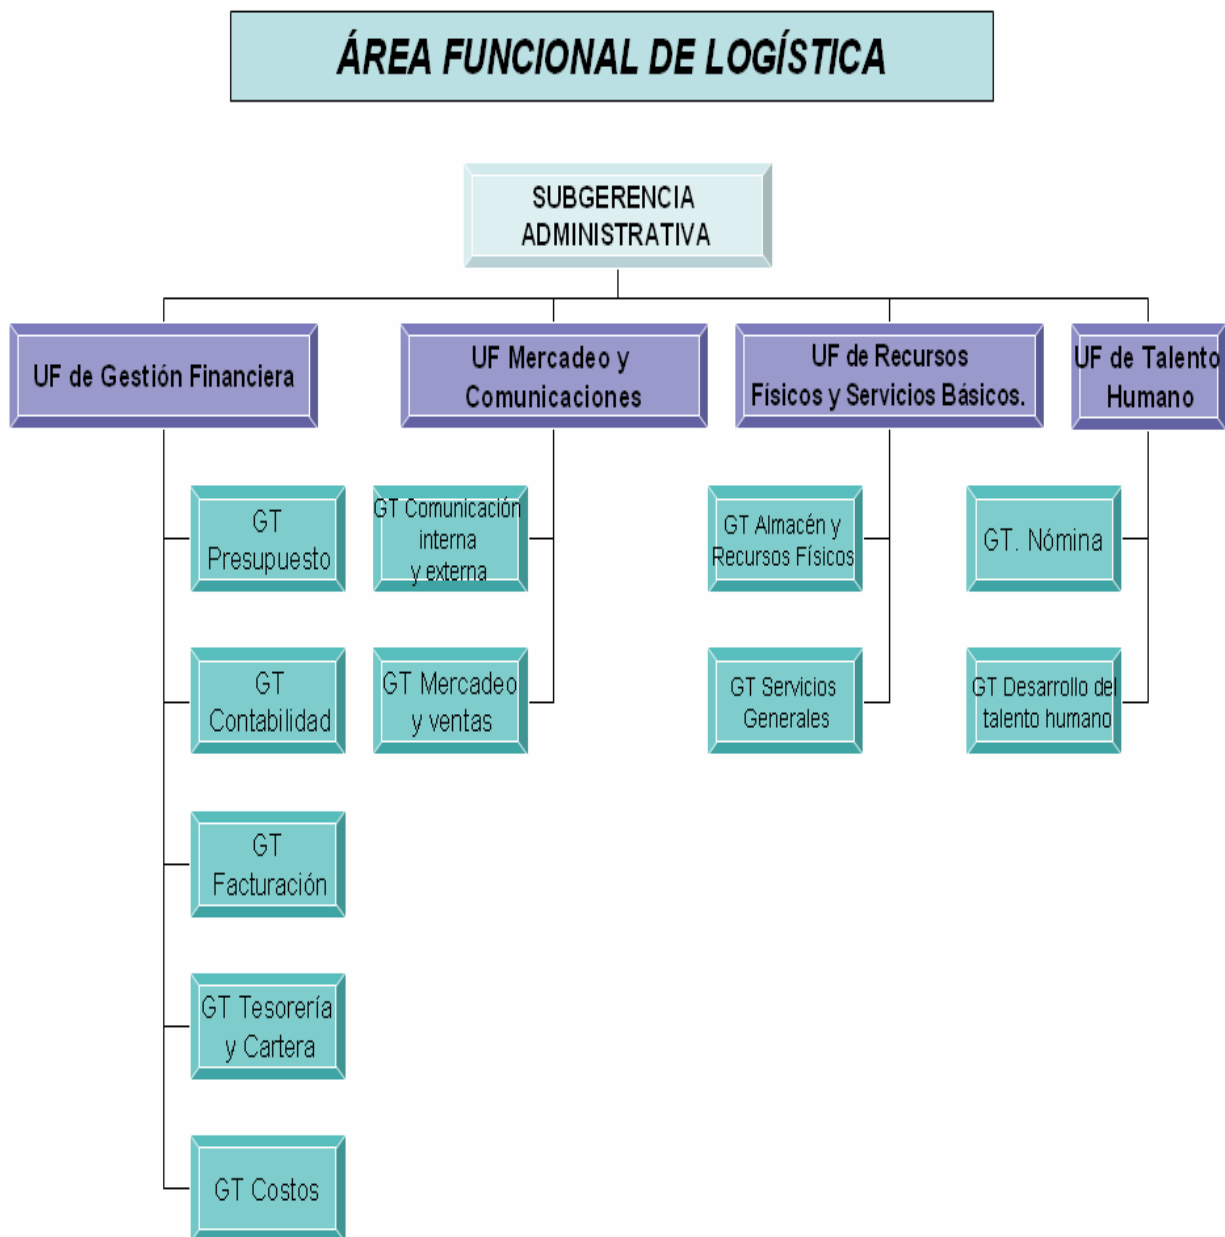 ÁREA FUNCIONAL DE LOGÍSTICA
SUBGERENCIA
ADMINISTRATIVA
UF de Gestión Financiera
UF Mercadeo y
Comunicaciones
UF de Recursos
Físicos y Servicios Básicos.
UF de Talento
Humano
GT
Presupuesto
GT Comunicación
interna
y externa
GT Almacén y
Recursos Físicos
GT. Nómina
GT
Contabilidad
GT Mercadeo
y ventas
GT Servicios
Generales
GT Desarrollo del
talento humano
GT
Facturación
GT Tesorería
y Cartera
GT Costos